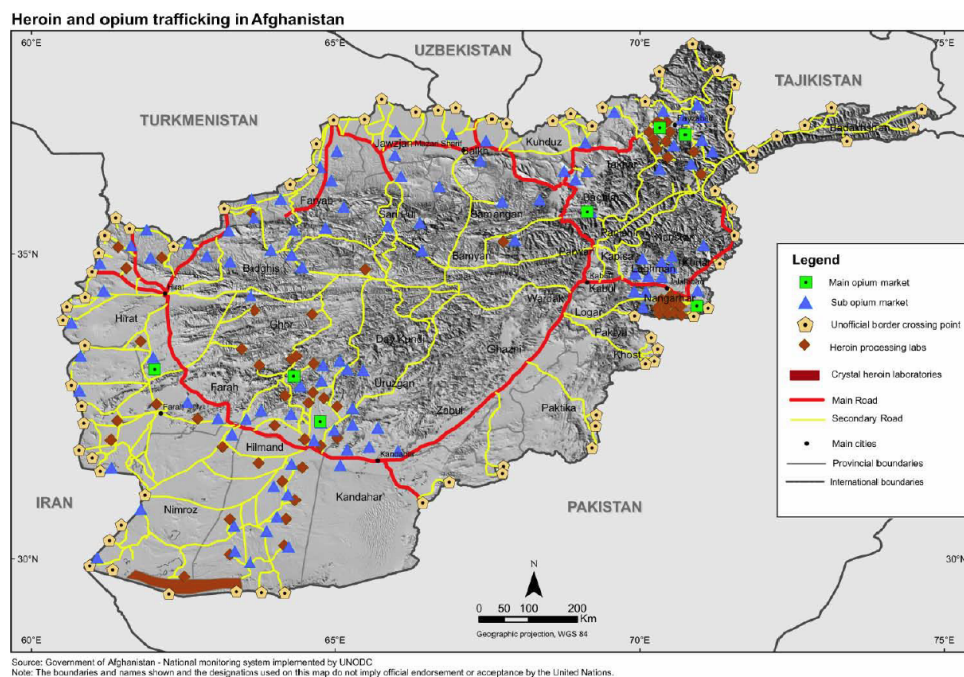 Heroin and opium trafficking in Afghanistan
60°E
65°E
70°E
75°E
UZBEKISTAN
TAJIKISTAN
TURKMENISTAN
Fayzabad
Badakhshan
Kunduz
Jawzjan
Mazar Sherif
Balkh
Takhar
Faryab
Sari Pul
Samangan
Baghlan
35°N
35°N
Badghis
Bamyan
Parwan
Kapisa
Kunar
Laghman
Hirat
Kabul
Kabul
Jalalabad
Nangarhar
Wardak
Logar
Hirat
Ghor
Day Kundi
Paktya
Khost
Ghazni
Uruzgan
Farah
Zabul
Paktika
Farah
Hilmand
Kandahar
Kandahar
Nimroz
IRAN
PAKISTAN
30°N
30°N
Legend
Main opium market
Sub opium market
Unofficial border crossing point
Heroin processing labs
Crystal heroin laboratories
Main Road
Secondary Road
Main cities
Provincial boundaries
International boundaries
N
0 50 100 200
Km
Geographic projection, WGS 84
60°E
65°E
70°E
75°E
Source: Government of Afghanistan - National monitoring system implemented by UNODC
Note: The boundaries and names shown and the designations used on this map do not imply official endorsement or acceptance by the United Nations.